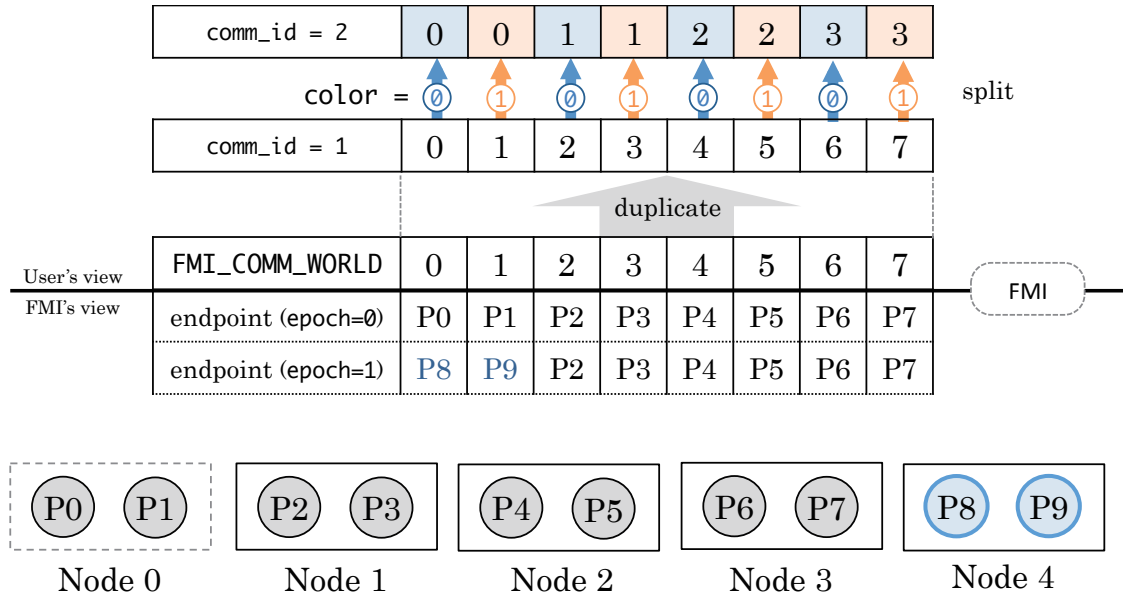 comm_id = 2 0 0 1 1 2 2 3 3
color = 0 1 0 1 0 1 0 1 split
comm_id = 1 0 1 2 3 4 5 6 7
duplicate
FMI_COMM_WORLD 0 1 2 3 4 5 6 7
User's view
FMI
FMI's view
endpoint (epoch=0) P0 P1 P2 P3 P4 P5 P6 P7
endpoint (epoch=1) P8 P9 P2 P3 P4 P5 P6 P7
P0 P1 P2 P3 P4 P5 P6 P7 P8 P9
Node 0 Node 1 Node 2 Node 3 Node 4